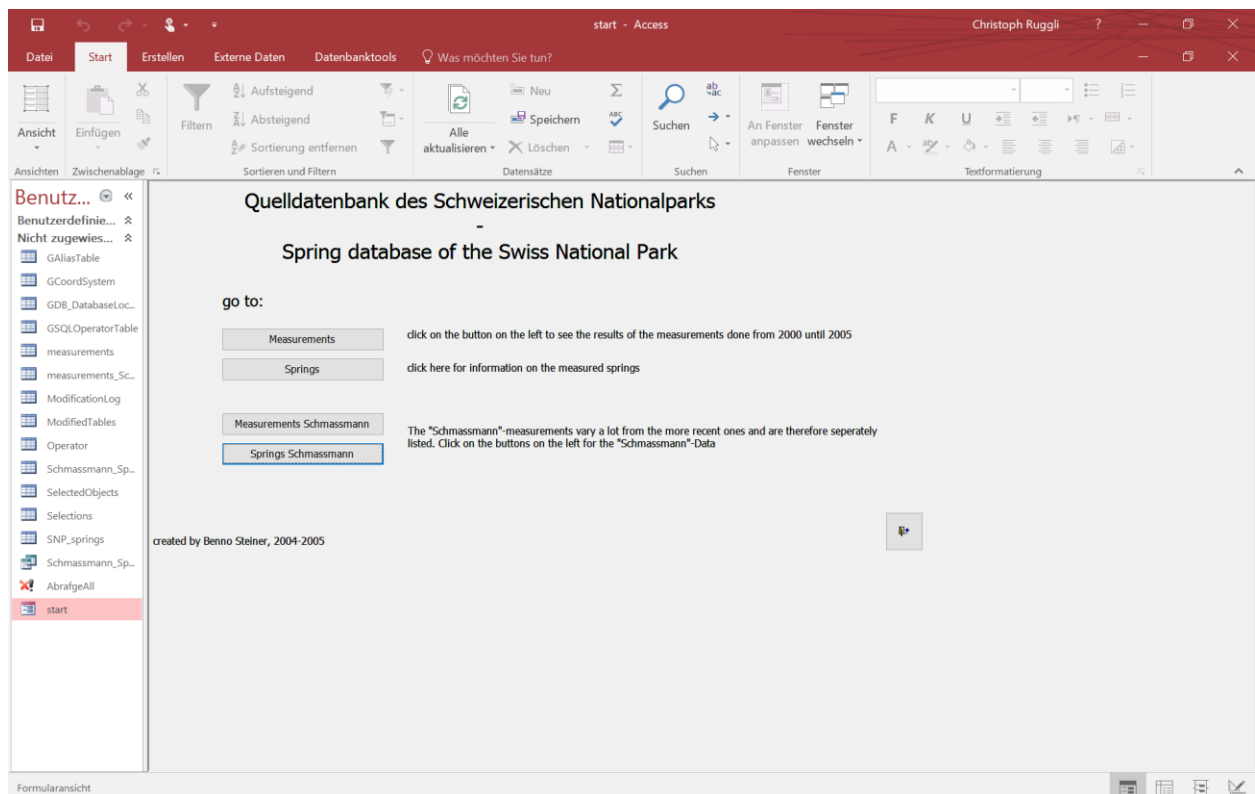 start - Access
Christoph Ruggli
?
Datei
Start
Erstellen
Externe Daten
Datenbanktools
Was möchten Sie tun?
Ansicht
Einfügen
Filtern
Aufsteigend
Absteigend
Sortierung entfernen
Alle
aktualisieren
Neu
Speichern
Löschen
Suchen
An Fenster
anpassen
Fenster
wechseln
F K U
A
Ansichten
Zwischenablage
Sortieren und Filtern
Datensätze
Suchen
Fenster
Textformatierung
Benutz...
Benutzerdefinie...
Nicht zugewies...
GAliasTable
GCoordSystem
GDB_DatabaseLoc...
GSQLOperatorTable
measurements
measurements_Sc...
ModificationLog
ModifiedTables
Operator
Schmassmann_Sp...
SelectedObjects
Selections
SNP_springs
Schmassmann_Sp...
AbrafgeAll
start
Quelldatenbank des Schweizerischen Nationalparks
-
Spring database of the Swiss National Park
go to:
Measurements
click on the button on the left to see the results of the measurements done from 2000 until 2005
Springs
click here for information on the measured springs
Measurements Schmassmann
Springs Schmassmann
The "Schmassmann"-measurements vary a lot from the more recent ones and are therefore seperately
listed. Click on the buttons on the left for the "Schmassmann"-Data
created by Benno Steiner, 2004-2005
Formularansicht